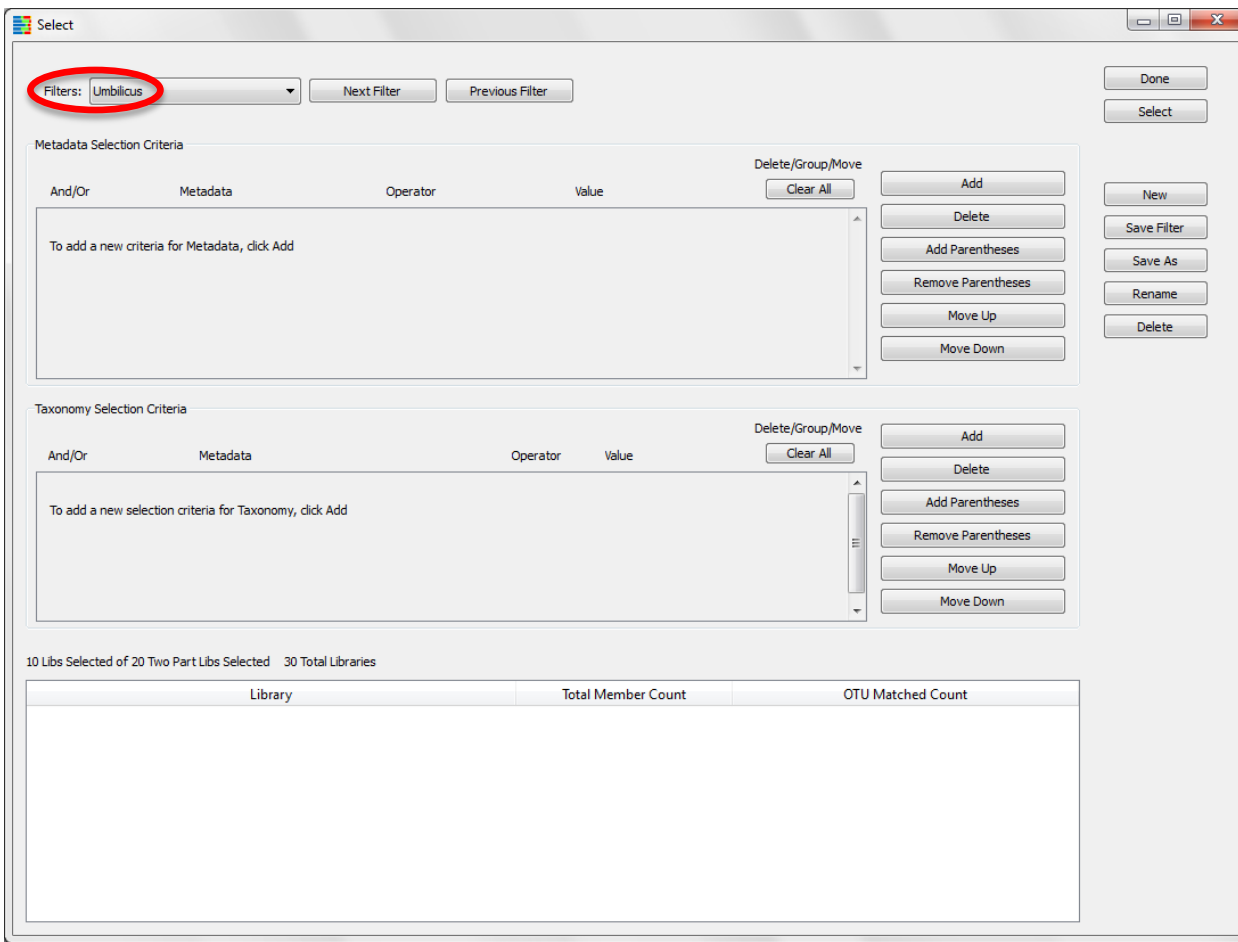 Select
Filters: Umbilicus Next Filter Previous Filter
Done
Select
Metadata Selection Criteria
Delete/Group/Move
And/Or Metadata Operator Value Clear All
To add a new criteria for Metadata, click Add
Add
Delete
Add Parentheses
Remove Parentheses
Move Up
Move Down
New
Save Filter
Save As
Rename
Delete
Taxonomy Selection Criteria
Delete/Group/Move
And/Or Metadata Operator Value Clear All
To add a new selection criteria for Taxonomy, click Add
Add
Delete
Add Parentheses
Remove Parentheses
Move Up
Move Down
10 Libs Selected of 20 Two Part Libs Selected 30 Total Libraries
Library Total Member Count OTU Matched Count